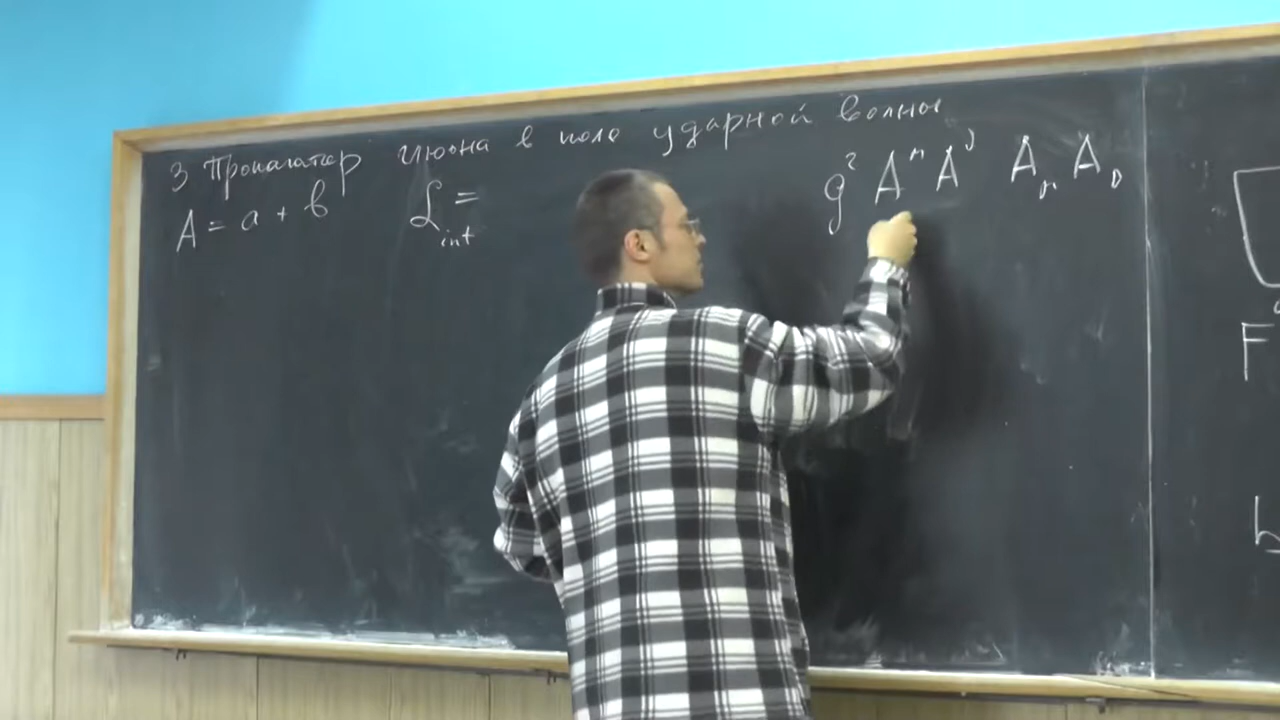 3 Пропагатор глюона в поле ударной волны
A = a + b L_int = g² A^μ A^ν A_μ A_ν
F
b